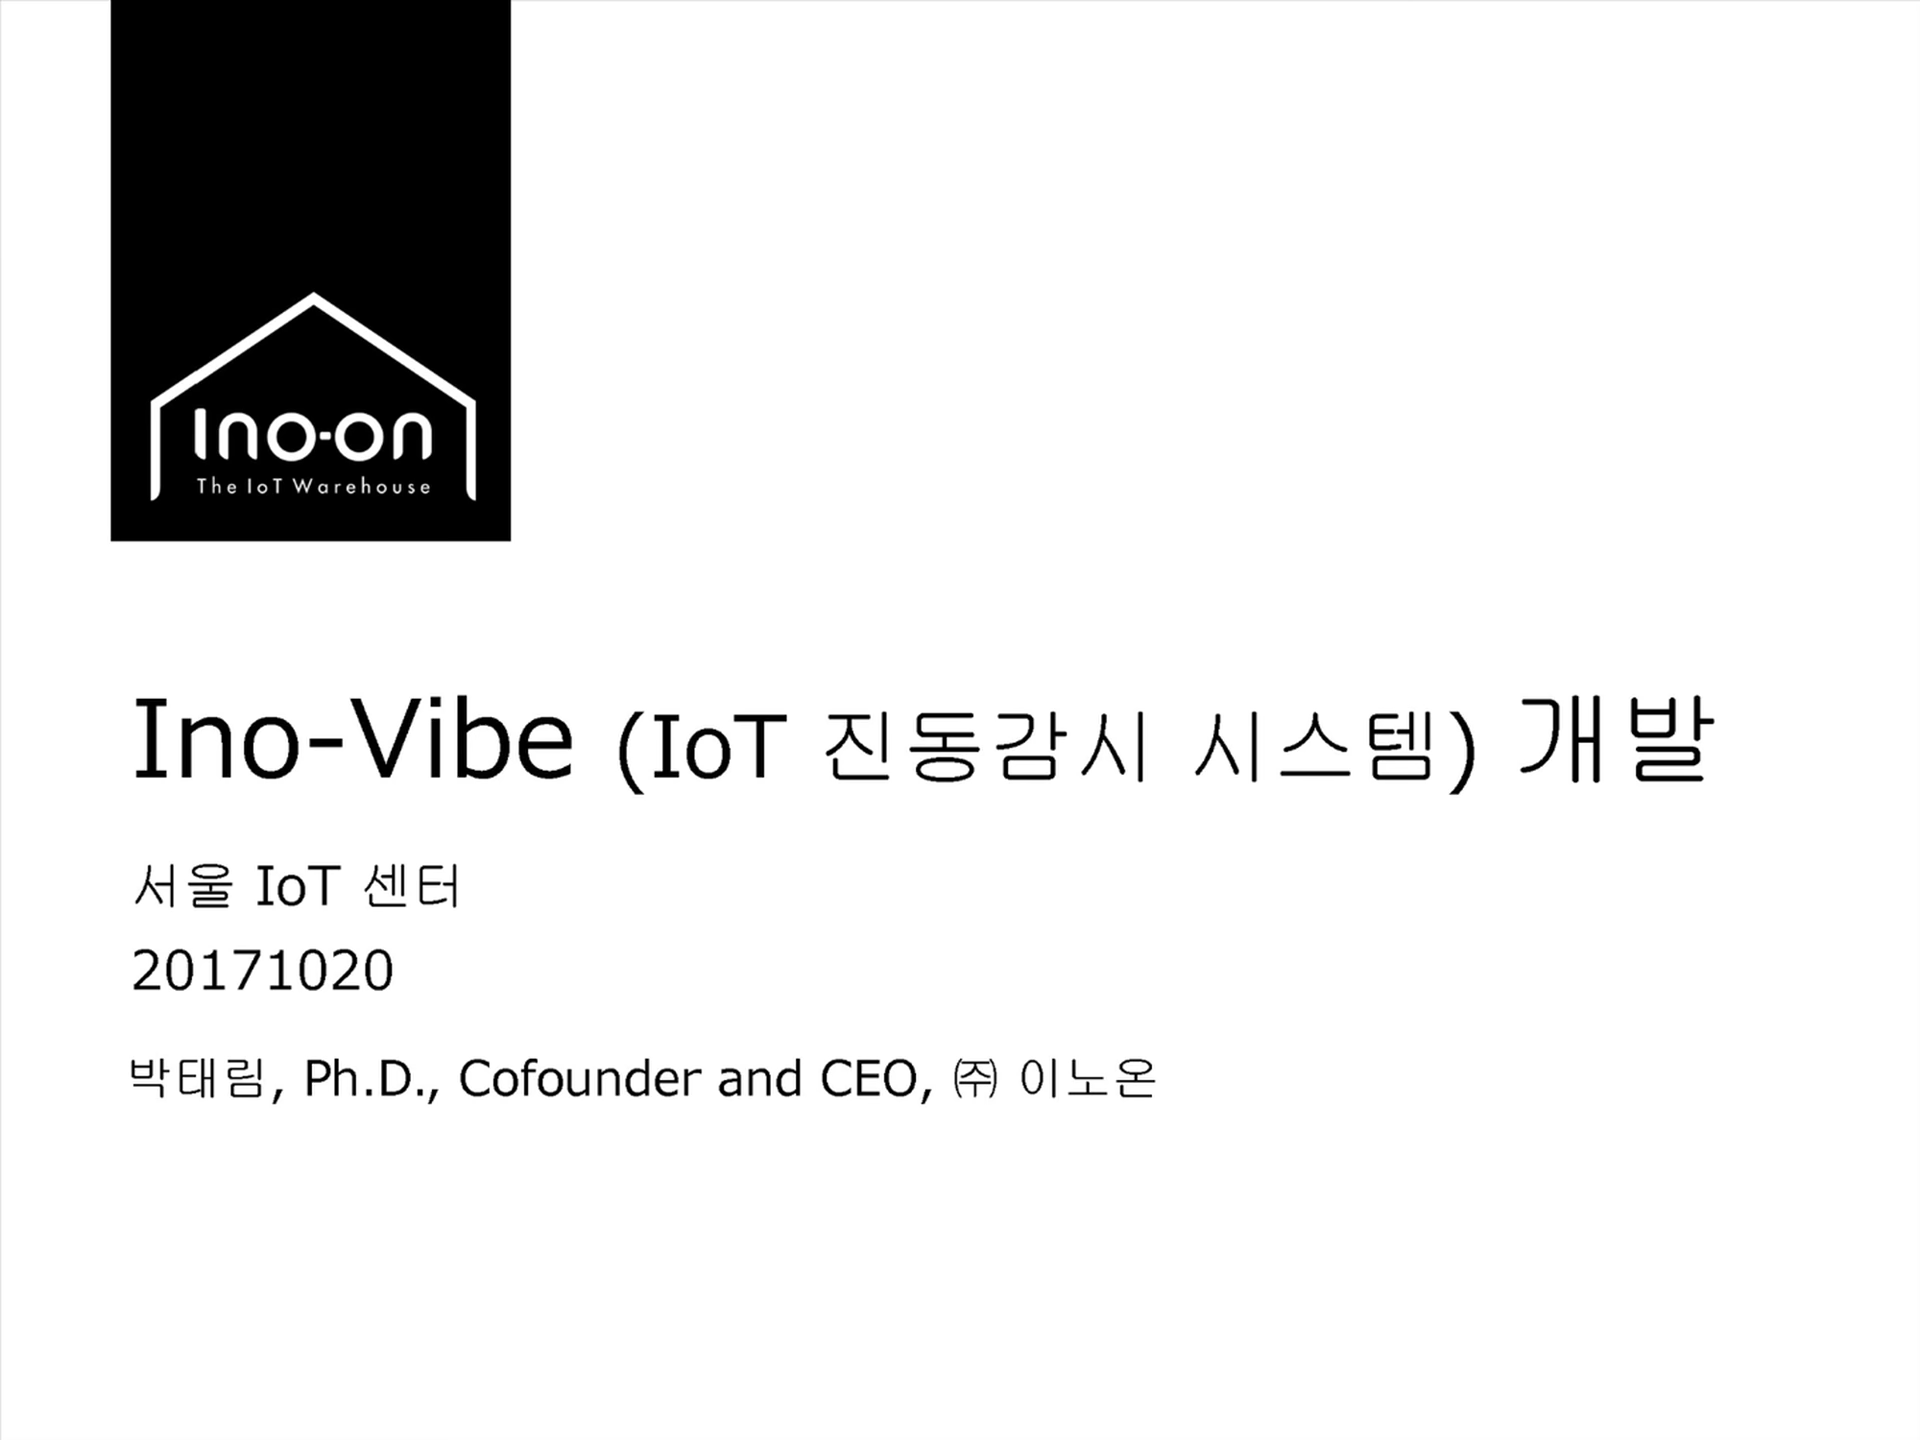 Ino-on
The IoT Warehouse
Ino-Vibe (IoT 진동감시 시스템) 개발
서울 IoT 센터
20171020
박태림, Ph.D., Cofounder and CEO, ㈜ 이노온